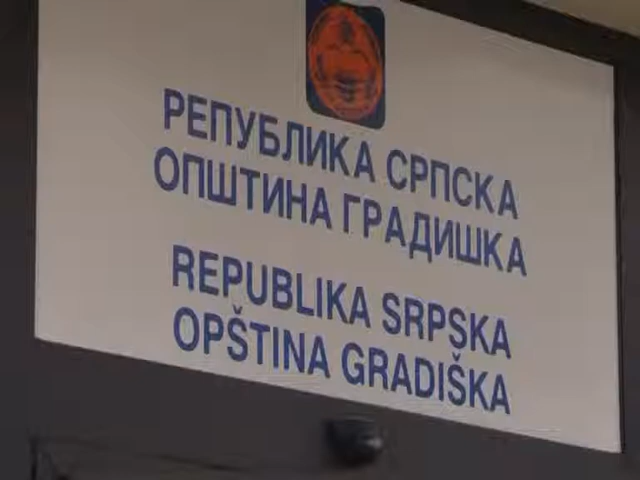 РЕПУБЛИКА СРПСКА
ОПШТИНА ГРАДИШКА
REPUBLIKA SRPSKA
OPŠTINA GRADIŠKA